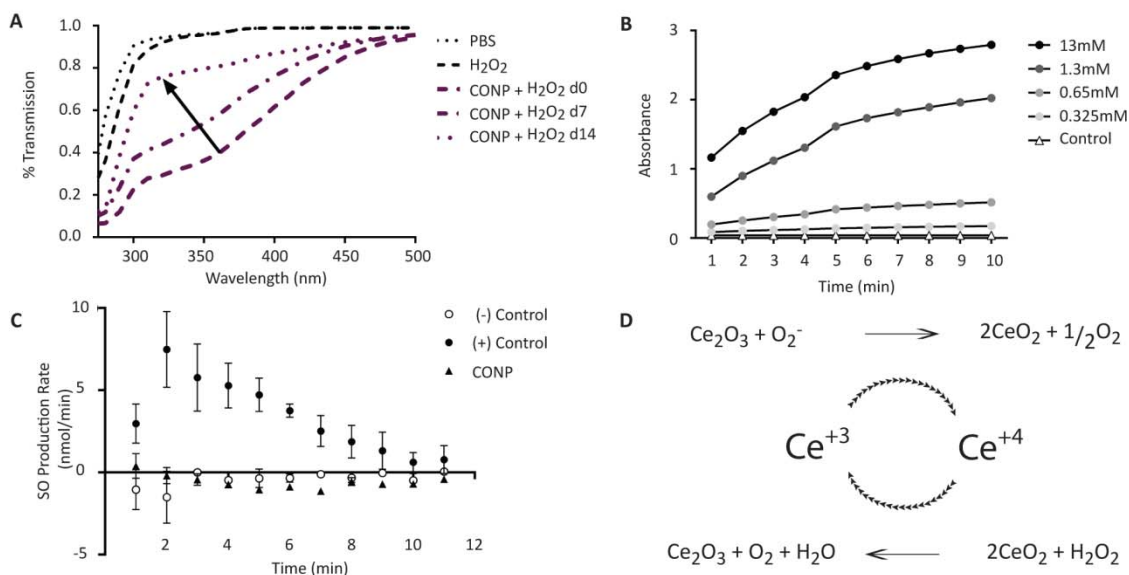 A
% Transmission
1.0
0.8
0.6
0.4
0.2
0.0
300
350
400
450
500
Wavelength (nm)
PBS
H₂O₂
CONP + H₂O₂ d0
CONP + H₂O₂ d7
CONP + H₂O₂ d14
B
Absorbance
3
2
1
0
1 2 3 4 5 6 7 8 9 10
Time (min)
13mM
1.3mM
0.65mM
0.325mM
Control
C
SO Production Rate
(nmol/min)
10
5
0
-5
2 4 6 8 10 12
Time (min)
(-) Control
(+) Control
CONP
D
Ce₂O₃ + O₂⁻ → 2CeO₂ + 1/2O₂
Ce⁺³ Ce⁺⁴
Ce₂O₃ + O₂ + H₂O ← 2CeO₂ + H₂O₂